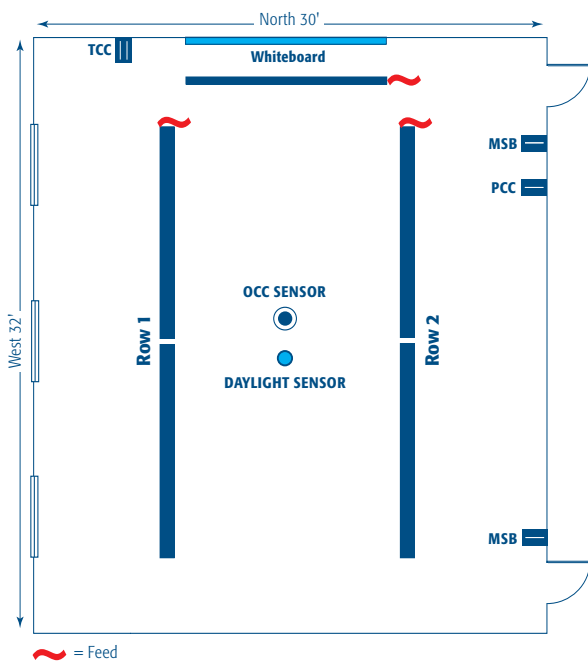 North 30'
TCC
Whiteboard
MSB
PCC
OCC SENSOR
West 32'
Row 1
Row 2
DAYLIGHT SENSOR
MSB
= Feed